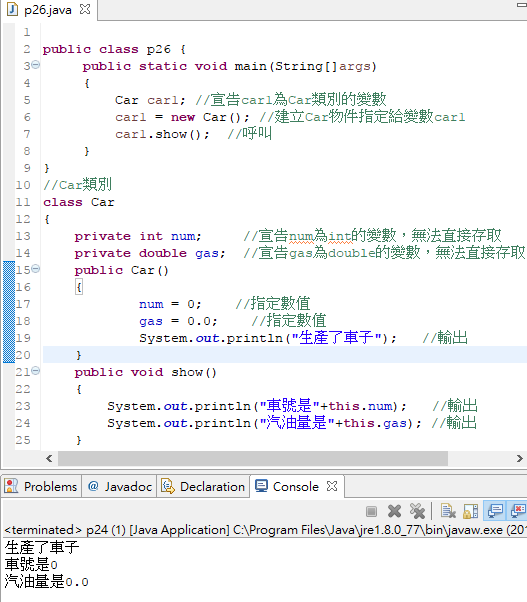 p26.java
1
2 public class p26 {
3 public static void main(String[]args)
4 {
5 Car car1; //宣告car1為Car類別的變數
6 car1 = new Car(); //建立Car物件指定給變數car1
7 car1.show(); //呼叫
8 }
9 }
10 //Car類別
11 class Car
12 {
13 private int num; //宣告num為int的變數，無法直接存取
14 private double gas; //宣告gas為double的變數，無法直接存取
15 public Car()
16 {
17 num = 0; //指定數值
18 gas = 0.0; //指定數值
19 System.out.println("生產了車子"); //輸出
20 }
21 public void show()
22 {
23 System.out.println("車號是"+this.num); //輸出
24 System.out.println("汽油量是"+this.gas); //輸出
25 }
Problems @ Javadoc Declaration Console
<terminated> p24 (1) [Java Application] C:\Program Files\Java\jre1.8.0_77\bin\javaw.exe (201
生產了車子
車號是0
汽油量是0.0